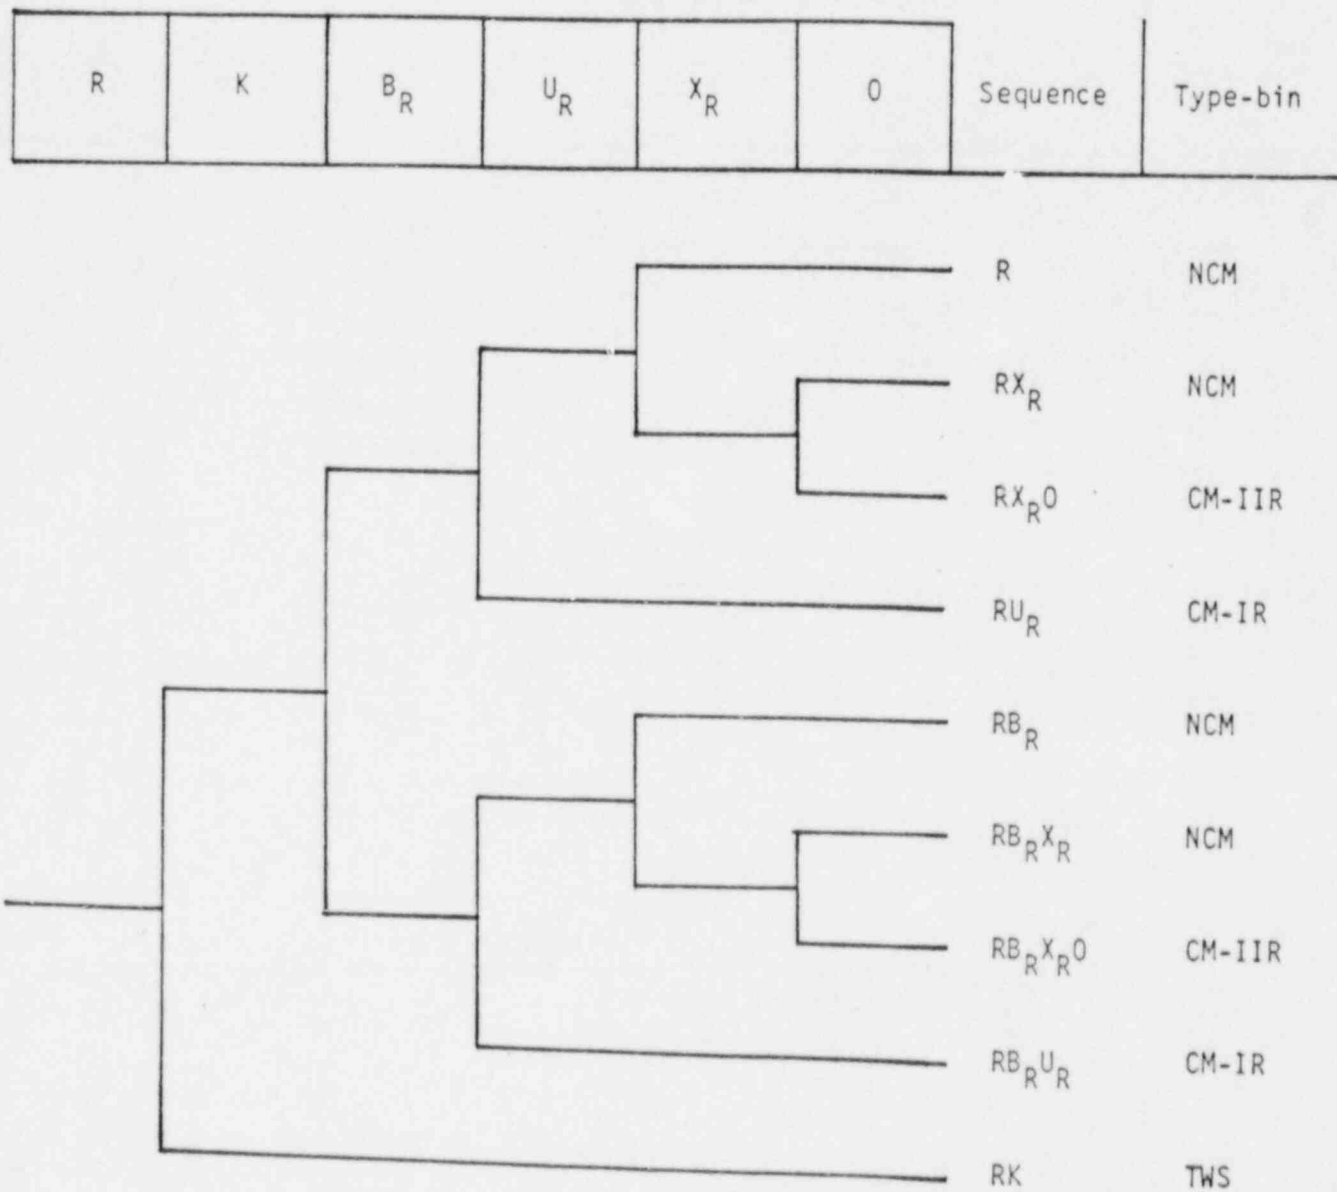 R K B_R U_R X_R O Sequence Type-bin
R NCM
RX_R NCM
RX_RO CM-IIR
RU_R CM-IR
RB_R NCM
RB_RX_R NCM
RB_RX_RO CM-IIR
RB_RU_R CM-IR
RK TWS